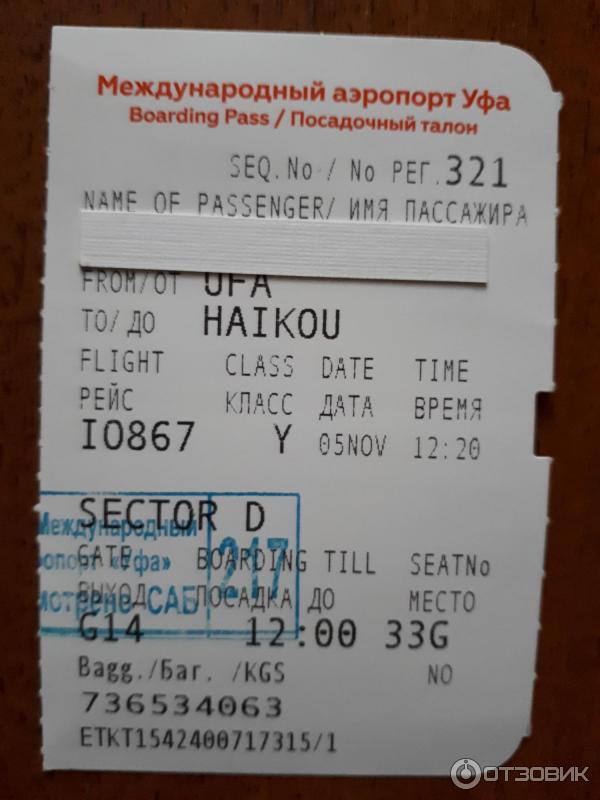 Международный аэропорт Уфа
Boarding Pass / Посадочный талон
SEQ.No / No РЕГ.321
NAME OF PASSENGER/ ИМЯ ПАССАЖИРА
FROM/ОТ UFA
TO/ДО HAIKOU
FLIGHT CLASS DATE TIME
РЕЙС КЛАСС ДАТА ВРЕМЯ
IO867 Y 05NOV 12:20
SECTOR D
Международный
GATE BOARDING TILL SEATNo
«Уфа»
ВЫХОД ПОСАДКА ДО МЕСТО
САБ 217
G14 12:00 33G
Bagg./Баг. /KGS NO
736534063
ETKT1542400717315/1
ОТЗОВИК